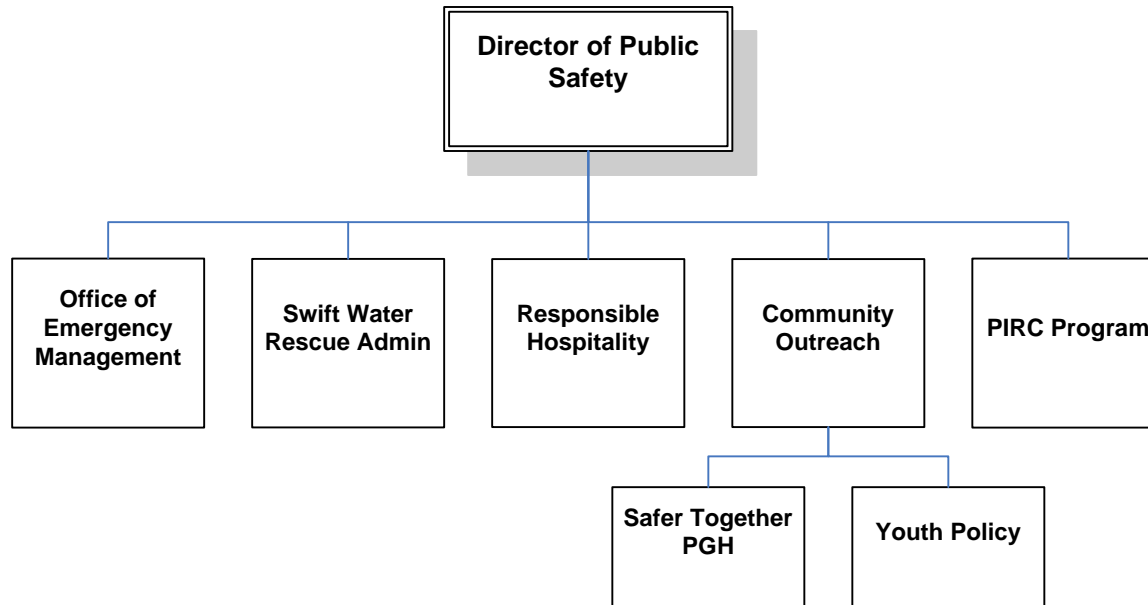 Director of Public
Safety
Office of
Emergency
Management
Swift Water
Rescue Admin
Responsible
Hospitality
Community
Outreach
PIRC Program
Safer Together
PGH
Youth Policy